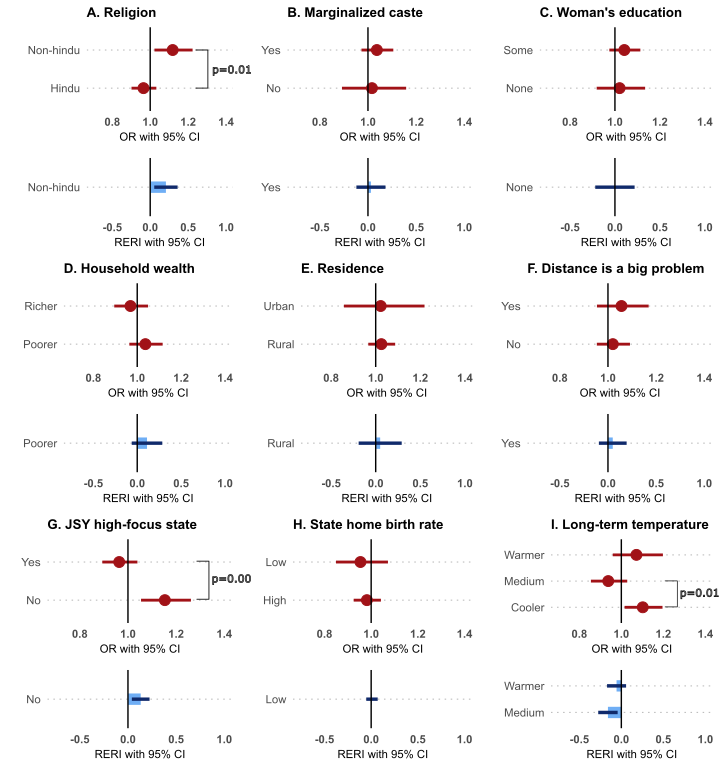 A. Religion
B. Marginalized caste
C. Woman's education
Non-hindu
Hindu
p=0.01
Yes
No
Some
None
0.8 1.0 1.2 1.4
OR with 95% CI
0.8 1.0 1.2 1.4
OR with 95% CI
0.8 1.0 1.2 1.4
OR with 95% CI
Non-hindu
Yes
None
-0.5 0.0 0.5 1.0
RERI with 95% CI
-0.5 0.0 0.5 1.0
RERI with 95% CI
-0.5 0.0 0.5 1.0
RERI with 95% CI
D. Household wealth
E. Residence
F. Distance is a big problem
Richer
Poorer
Urban
Rural
Yes
No
0.8 1.0 1.2 1.4
OR with 95% CI
0.8 1.0 1.2 1.4
OR with 95% CI
0.8 1.0 1.2 1.4
OR with 95% CI
Poorer
Rural
Yes
-0.5 0.0 0.5 1.0
RERI with 95% CI
-0.5 0.0 0.5 1.0
RERI with 95% CI
-0.5 0.0 0.5 1.0
RERI with 95% CI
G. JSY high-focus state
H. State home birth rate
I. Long-term temperature
Yes
No
p=0.00
Low
High
Warmer
Medium
Cooler
p=0.01
0.8 1.0 1.2 1.4
OR with 95% CI
0.8 1.0 1.2 1.4
OR with 95% CI
0.8 1.0 1.2 1.4
OR with 95% CI
No
Low
Warmer
Medium
-0.5 0.0 0.5 1.0
RERI with 95% CI
-0.5 0.0 0.5 1.0
RERI with 95% CI
-0.5 0.0 0.5 1.0
RERI with 95% CI